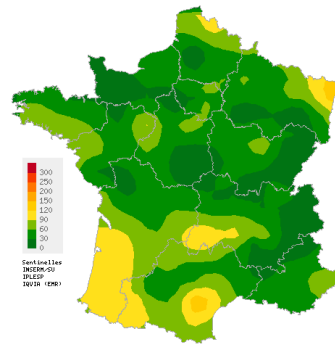 300
250
200
150
120
90
60
30
0
Sentinelles
INSERM/SU
IPLESP
IQVIA (EMR)